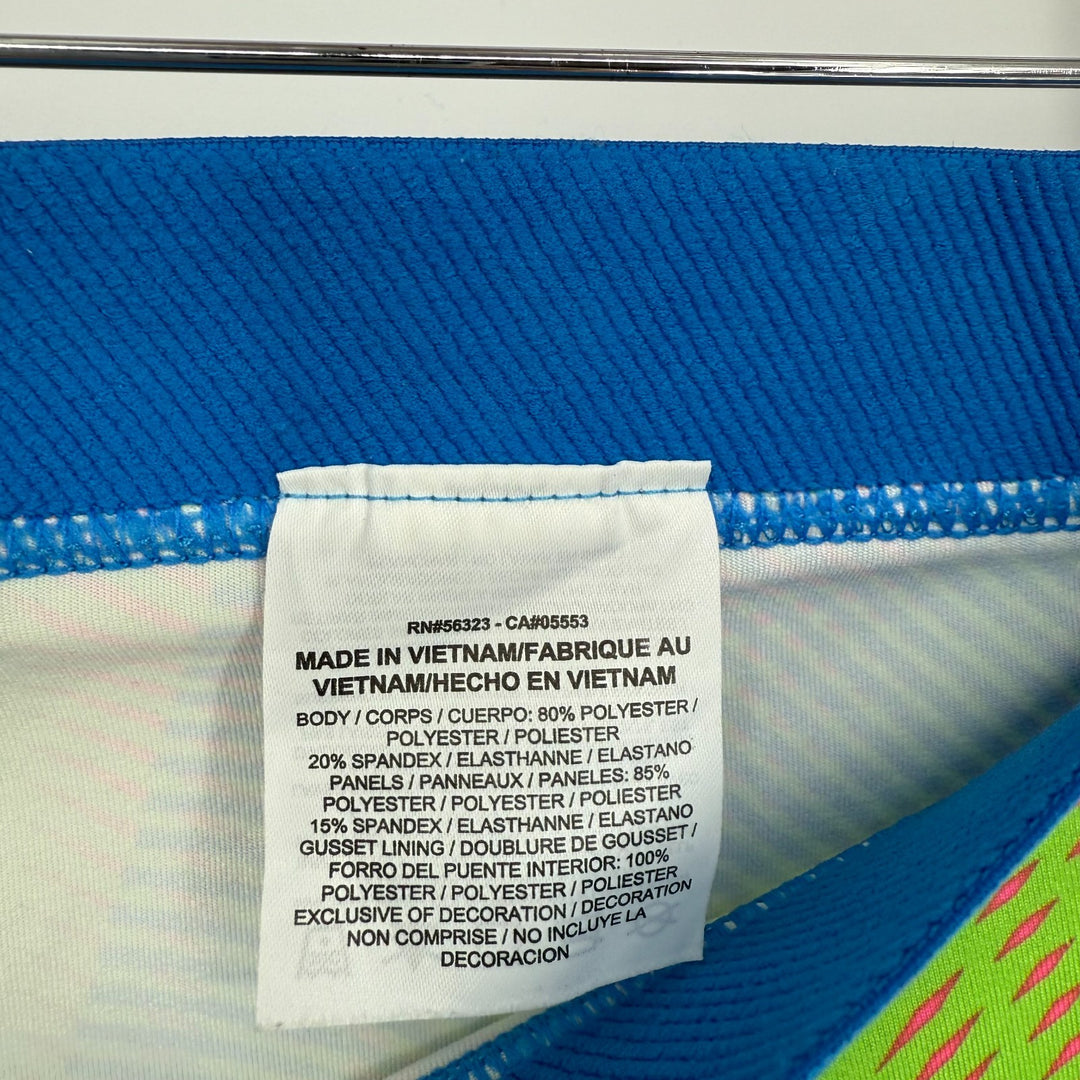 RN#56323 - CA#05553
MADE IN VIETNAM/FABRIQUE AU
VIETNAM/HECHO EN VIETNAM
BODY / CORPS / CUERPO: 80% POLYESTER /
POLYESTER / POLIESTER
20% SPANDEX / ELASTHANNE / ELASTANO
PANELS / PANNEAUX / PANELES: 85%
POLYESTER / POLYESTER / POLIESTER
15% SPANDEX / ELASTHANNE / ELASTANO
GUSSET LINING / DOUBLURE DE GOUSSET /
FORRO DEL PUENTE INTERIOR: 100%
POLYESTER / POLYESTER / POLIESTER
EXCLUSIVE OF DECORATION / DECORATION
NON COMPRISE / NO INCLUYE LA
DECORACION